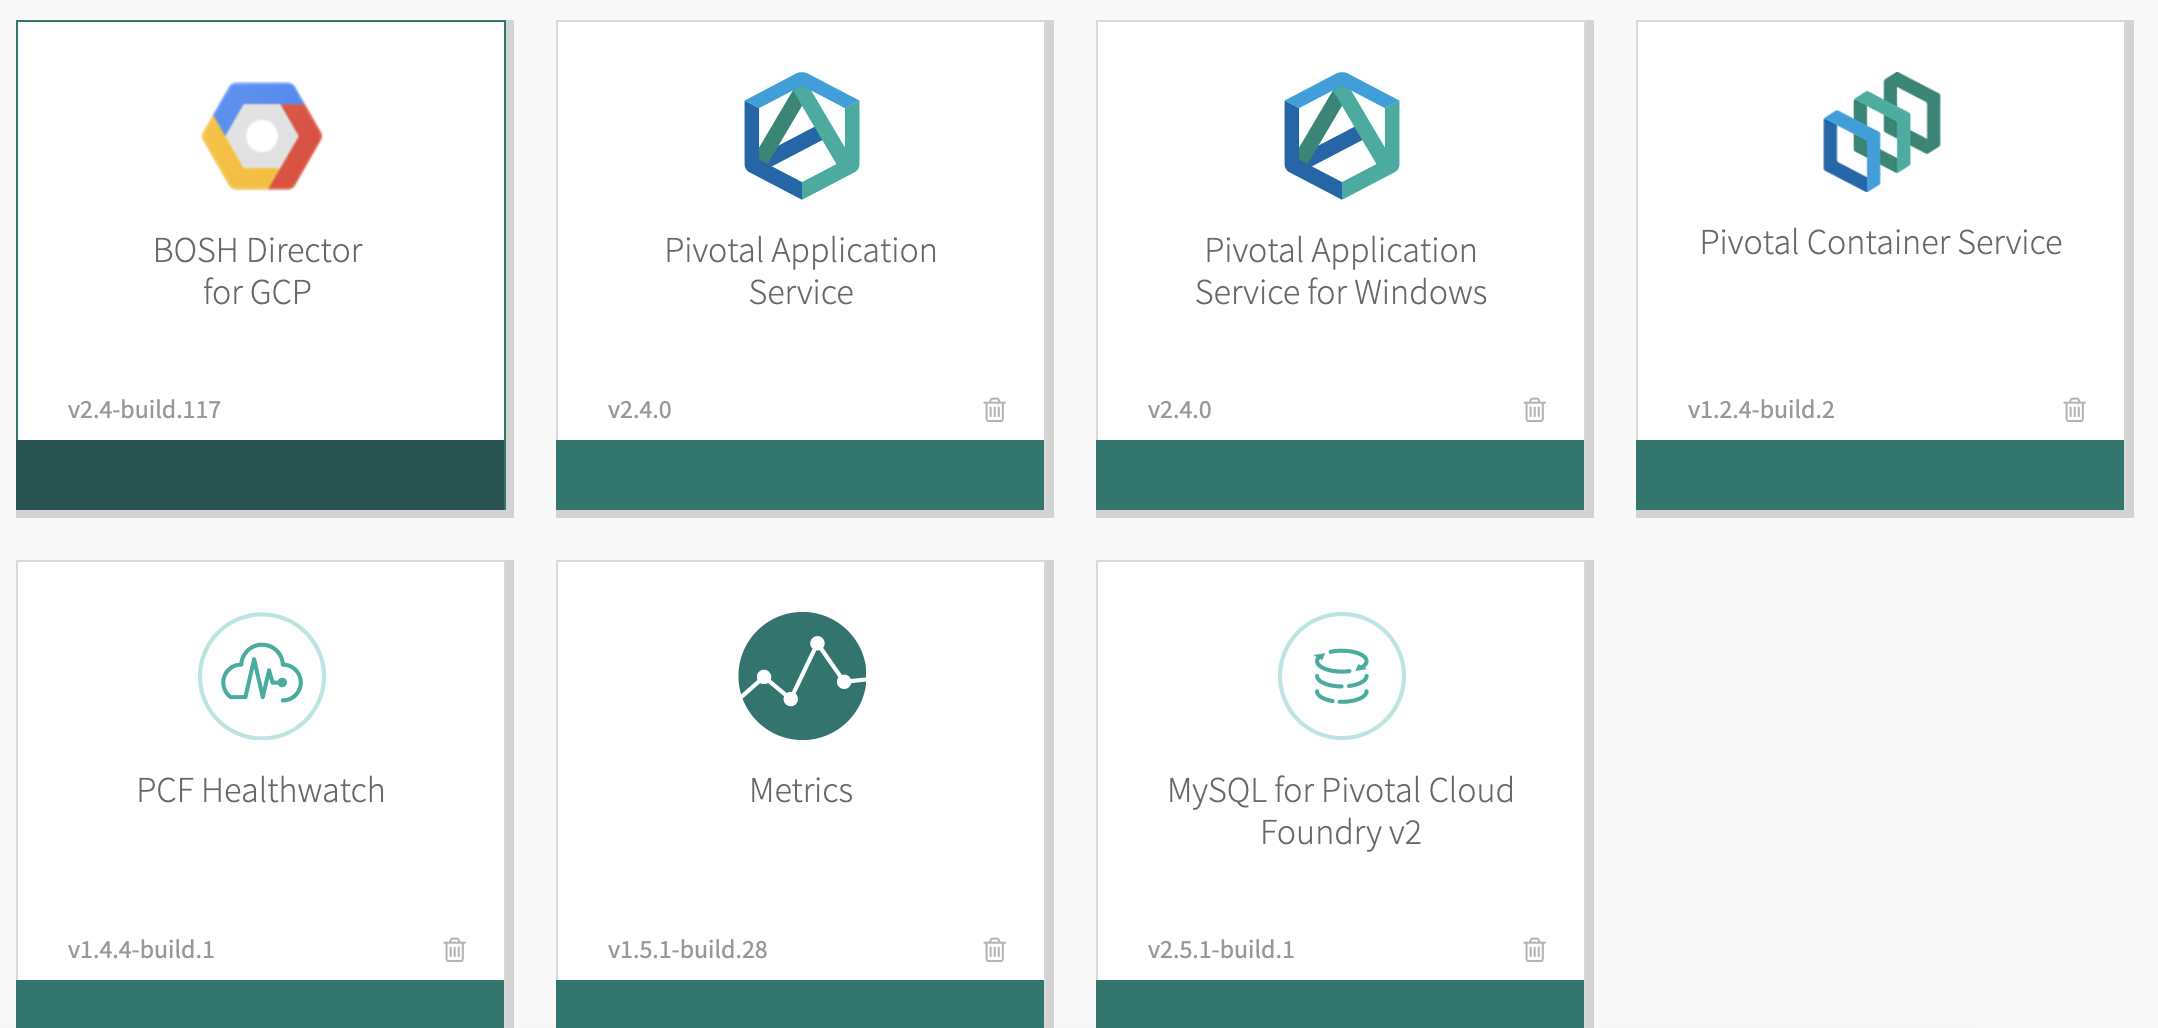 BOSH Director
for GCP
v2.4-build.117
Pivotal Application
Service
v2.4.0
Pivotal Application
Service for Windows
v2.4.0
Pivotal Container Service
v1.2.4-build.2
PCF Healthwatch
v1.4.4-build.1
Metrics
v1.5.1-build.28
MySQL for Pivotal Cloud
Foundry v2
v2.5.1-build.1